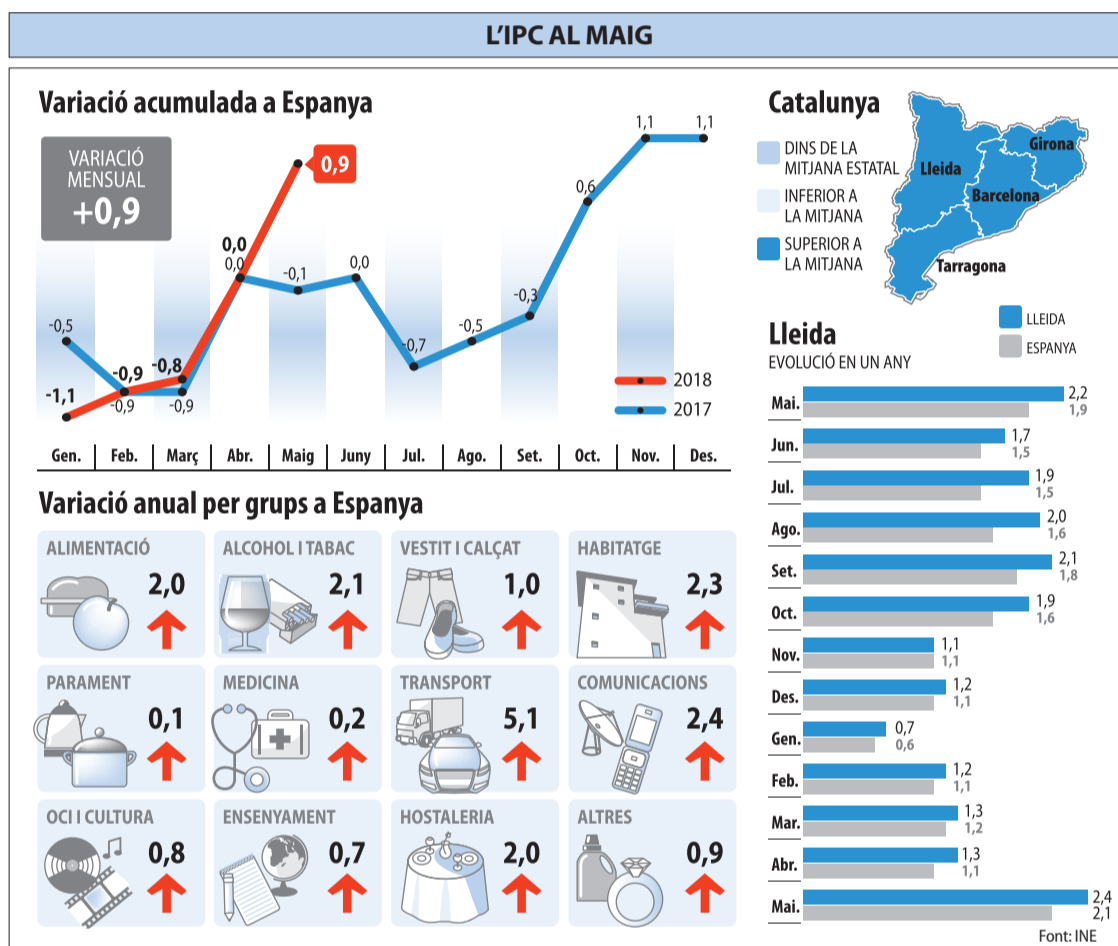 L'IPC AL MAIG
Variació acumulada a Espanya
VARIACIÓ
MENSUAL
+0,9
-0,5
-1,1
-0,9
-0,9
-0,8
-0,9
0,0
0,0
0,9
-0,1
0,0
-0,7
-0,5
-0,3
0,6
1,1
1,1
2018
2017
Gen. Feb. Març Abr. Maig Juny Jul. Ago. Set. Oct. Nov. Des.
Variació anual per grups a Espanya
ALIMENTACIÓ
2,0
ALCOHOL I TABAC
2,1
VESTIT I CALÇAT
1,0
HABITATGE
2,3
PARAMENT
0,1
MEDICINA
0,2
TRANSPORT
5,1
COMUNICACIONS
2,4
OCI I CULTURA
0,8
ENSENYAMENT
0,7
HOSTALERIA
2,0
ALTRES
0,9
Catalunya
DINS DE LA
MITJANA ESTATAL
INFERIOR A
LA MITJANA
SUPERIOR A
LA MITJANA
Girona
Lleida
Barcelona
Tarragona
Lleida
EVOLUCIÓ EN UN ANY
LLEIDA
ESPANYA
Mai. 2,2
1,9
Jun. 1,7
1,5
Jul. 1,9
1,5
Ago. 2,0
1,6
Set. 2,1
1,8
Oct. 1,9
1,6
Nov. 1,1
1,1
Des. 1,2
1,1
Gen. 0,7
0,6
Feb. 1,2
1,1
Mar. 1,3
1,2
Abr. 1,3
1,1
Mai. 2,4
2,1
Font: INE